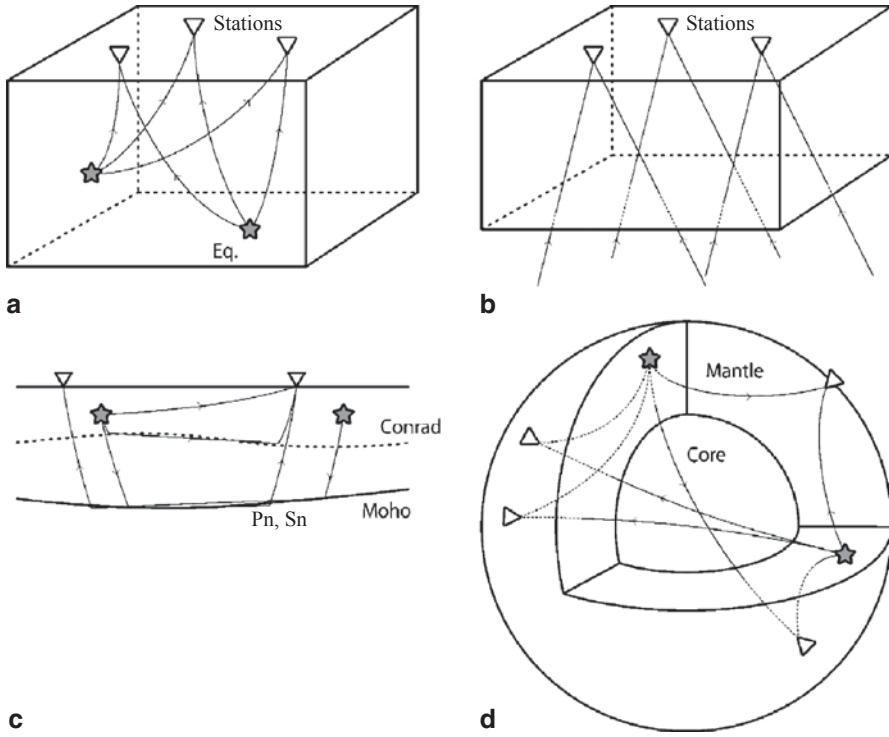 Stations
Eq.
a
Stations
b
Conrad
Moho
Pn, Sn
c
Mantle
Core
d